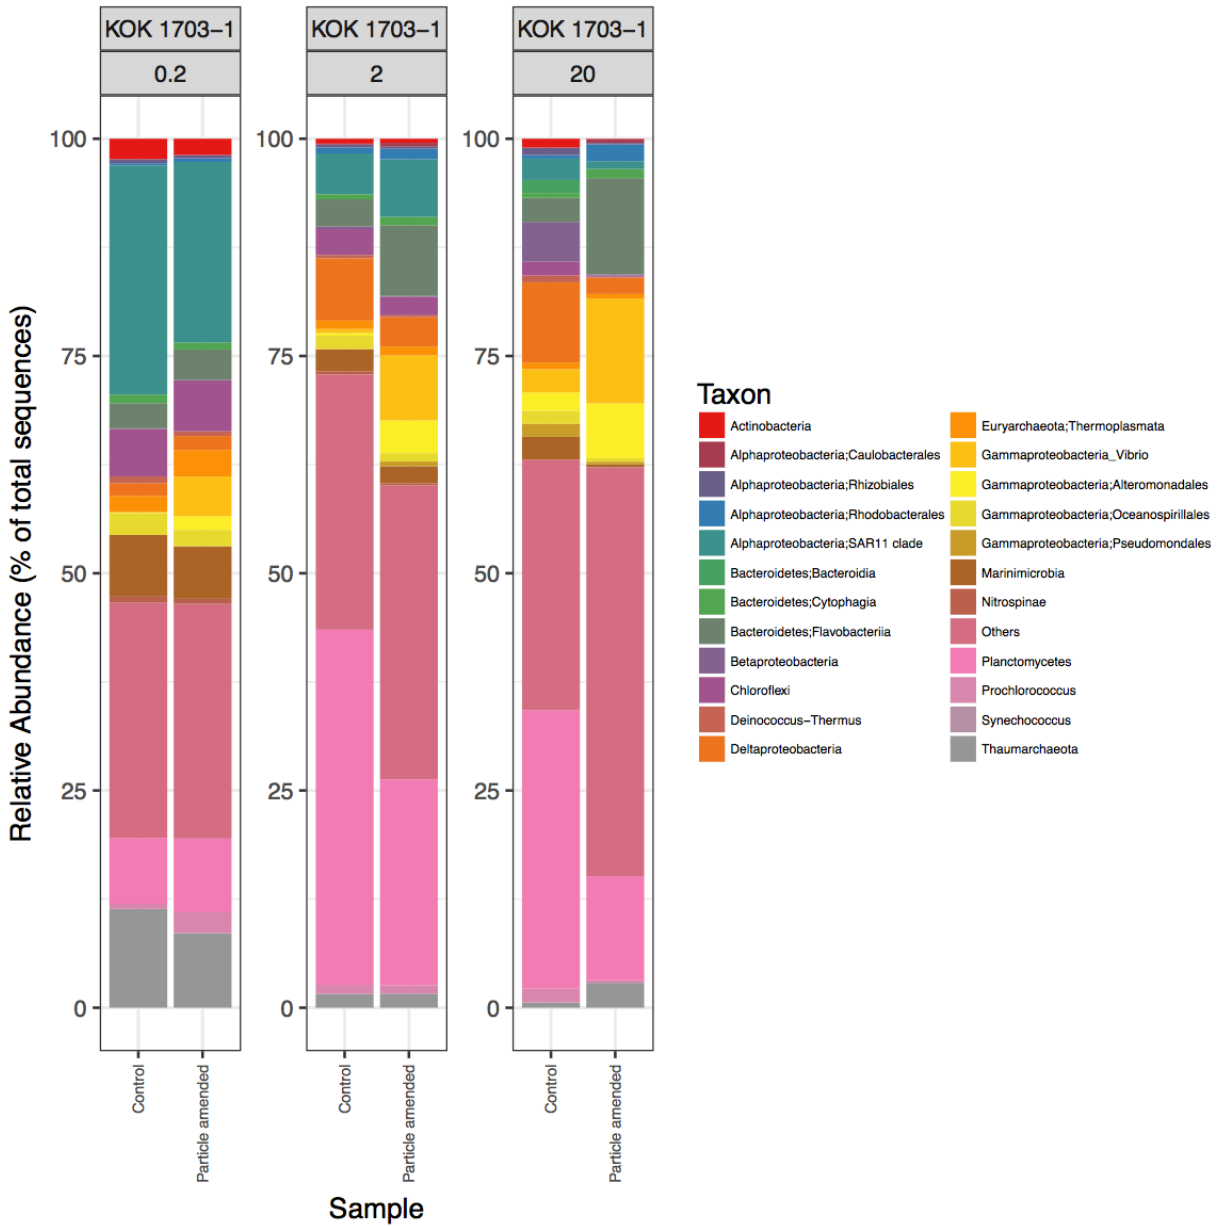 KOK 1703−1
KOK 1703−1
KOK 1703−1
0.2
2
20
Relative Abundance (% of total sequences)
100
75
50
25
0
100
75
50
25
0
100
75
50
25
0
Control
Particle amended
Control
Particle amended
Control
Particle amended
Sample
Taxon
Actinobacteria
Alphaproteobacteria;Caulobacterales
Alphaproteobacteria;Rhizobiales
Alphaproteobacteria;Rhodobacterales
Alphaproteobacteria;SAR11 clade
Bacteroidetes;Bacteroidia
Bacteroidetes;Cytophagia
Bacteroidetes;Flavobacteriia
Betaproteobacteria
Chloroflexi
Deinococcus−Thermus
Deltaproteobacteria
Euryarchaeota;Thermoplasmata
Gammaproteobacteria_Vibrio
Gammaproteobacteria;Alteromonadales
Gammaproteobacteria;Oceanospirillales
Gammaproteobacteria;Pseudomondales
Marinimicrobia
Nitrospinae
Others
Planctomycetes
Prochlorococcus
Synechococcus
Thaumarchaeota